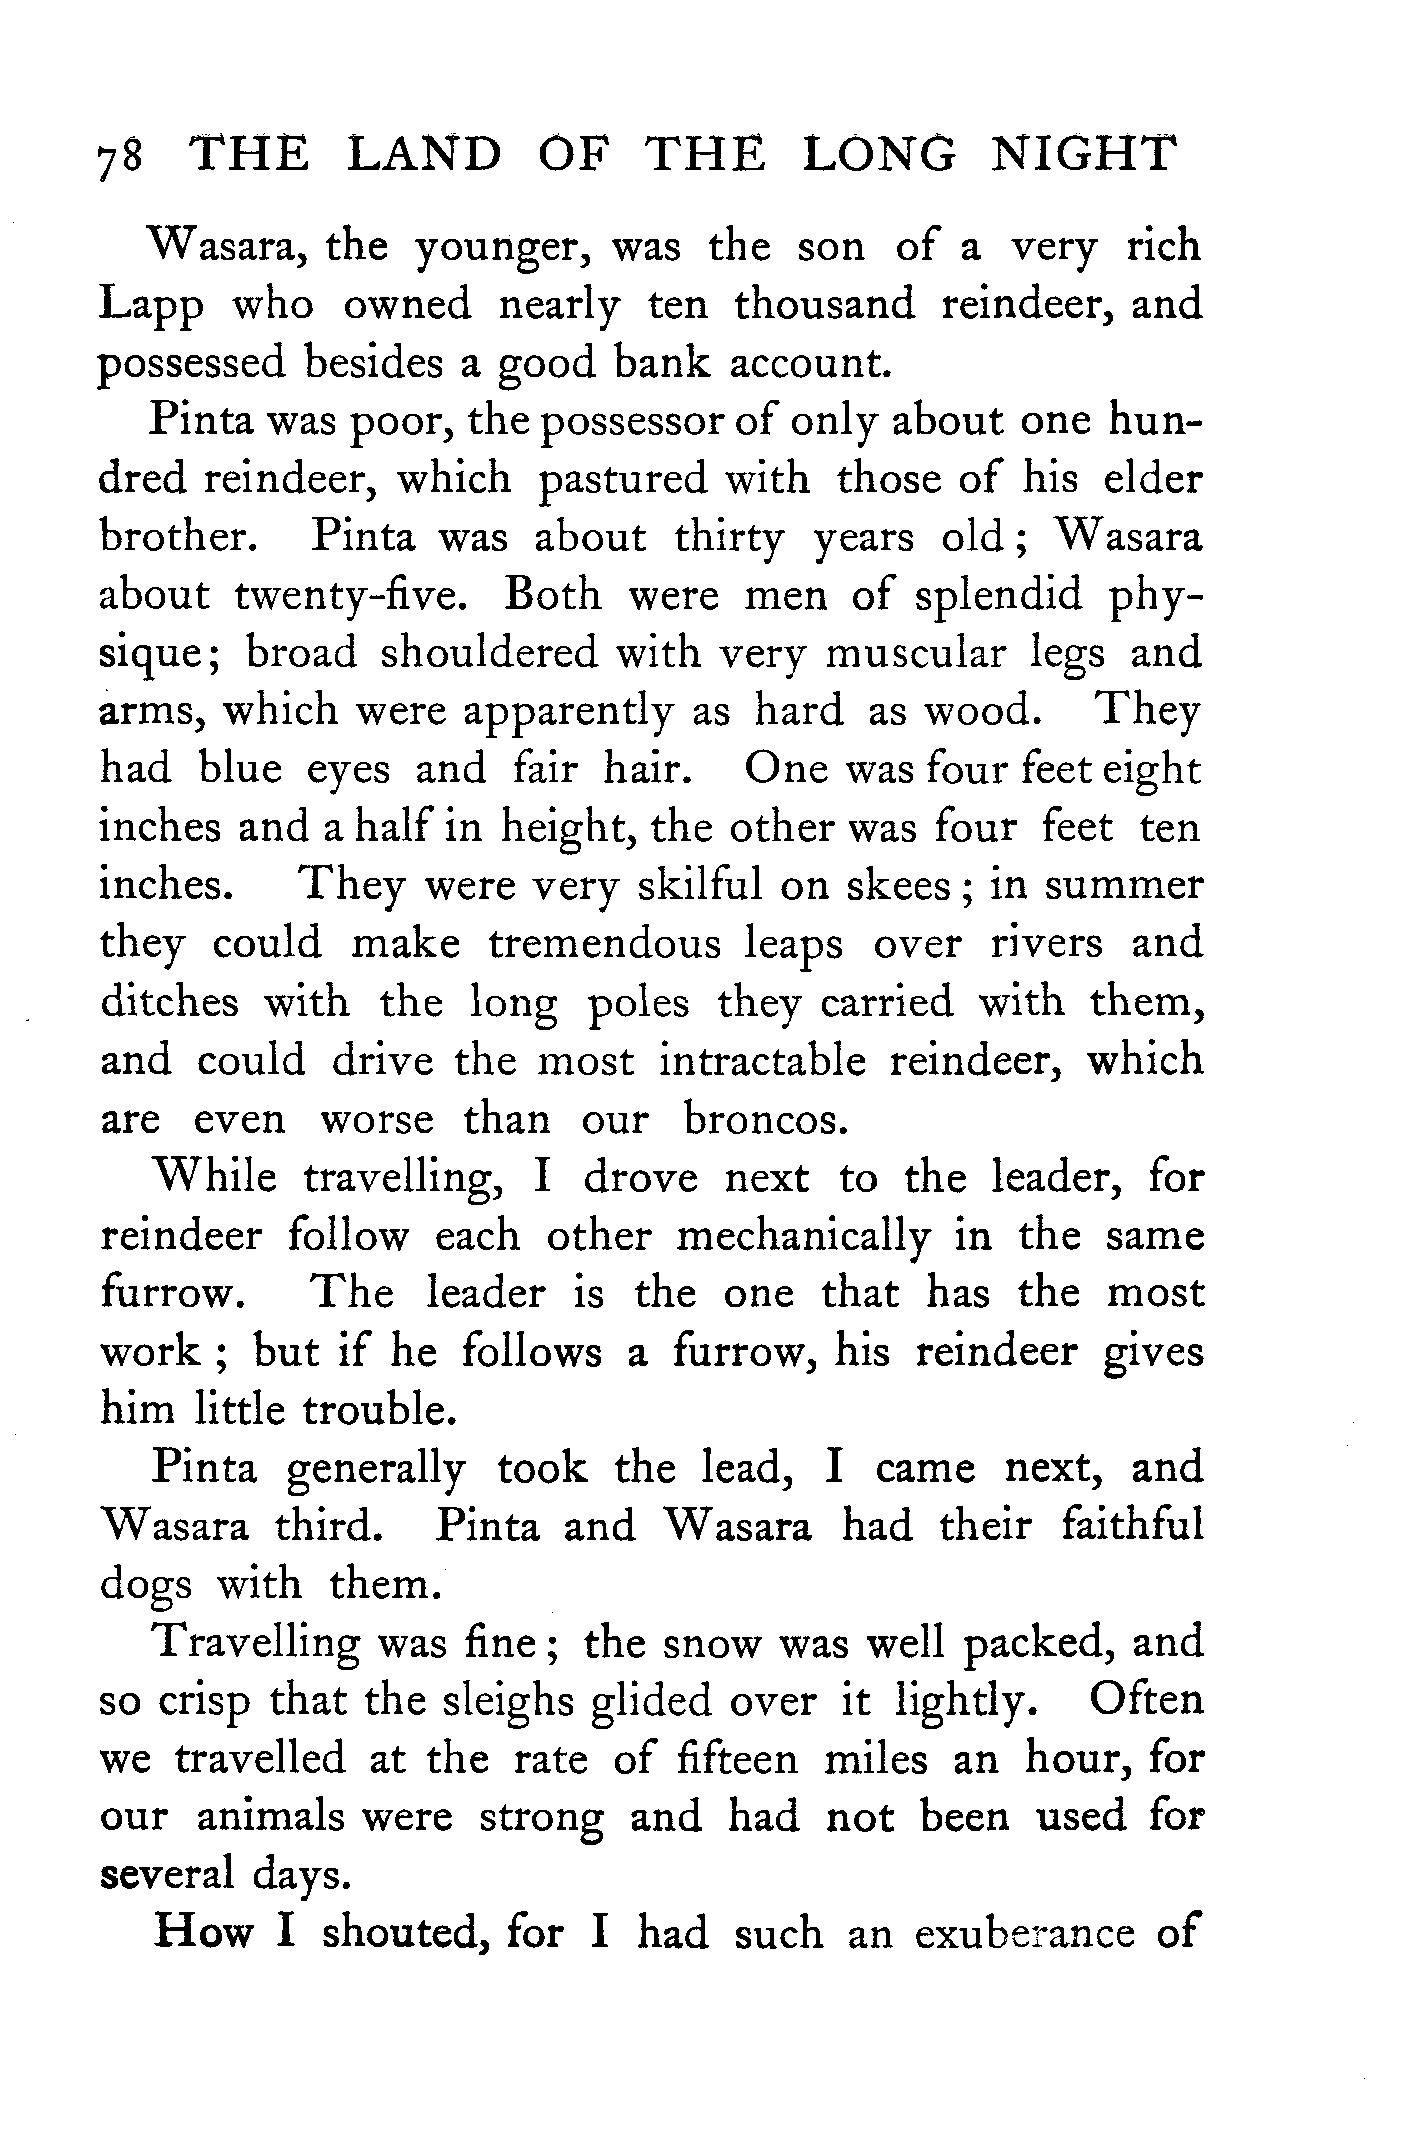 78 THE LAND OF THE LONG NIGHT
Wasara, the younger, was the son of a very rich
Lapp who owned nearly ten thousand reindeer, and
possessed besides a good bank account.
Pinta was poor, the possessor of only about one hun-
dred reindeer, which pastured with those of his elder
brother. Pinta was about thirty years old ; Wasara
about twenty-five. Both were men of splendid phy-
sique; broad shouldered with very muscular legs and
arms, which were apparently as hard as wood. They
had blue eyes and fair hair. One was four feet eight
inches and a half in height, the other was four feet ten
inches. They were very skilful on skees ; in summer
they could make tremendous leaps over rivers and
ditches with the long poles they carried with them,
and could drive the most intractable reindeer, which
are even worse than our broncos.
While travelling, I drove next to the leader, for
reindeer follow each other mechanically in the same
furrow. The leader is the one that has the most
work ; but if he follows a furrow, his reindeer gives
him little trouble.
Pinta generally took the lead, I came next, and
Wasara third. Pinta and Wasara had their faithful
dogs with them.
Travelling was fine ; the snow was well packed, and
so crisp that the sleighs glided over it lightly. Often
we travelled at the rate of fifteen miles an hour, for
our animals were strong and had not been used for
several days.
How I shouted, for I had such an exuberance of